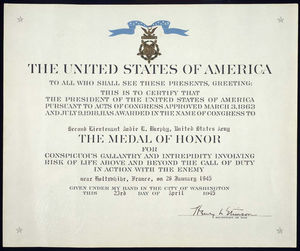 THE UNITED STATES OF AMERICA
TO ALL WHO SHALL SEE THESE PRESENTS, GREETING:
THIS IS TO CERTIFY THAT
THE PRESIDENT OF THE UNITED STATES OF AMERICA
PURSUANT TO ACTS OF CONGRESS APPROVED MARCH 3,1863
AND JULY 9,1918, HAS AWARDED IN THE NAME OF CONGRESS TO
Second Lieutenant Audie L. Murphy, United States Army
THE MEDAL OF HONOR
FOR
CONSPICUOUS GALLANTRY AND INTREPIDITY INVOLVING
RISK OF LIFE ABOVE AND BEYOND THE CALL OF DUTY
IN ACTION WITH THE ENEMY
near Holtzwihr, France, on 26 January 1945
GIVEN UNDER MY HAND IN THE CITY OF WASHINGTON
THIS 23rd DAY OF April 1945
Henry L. Stimson